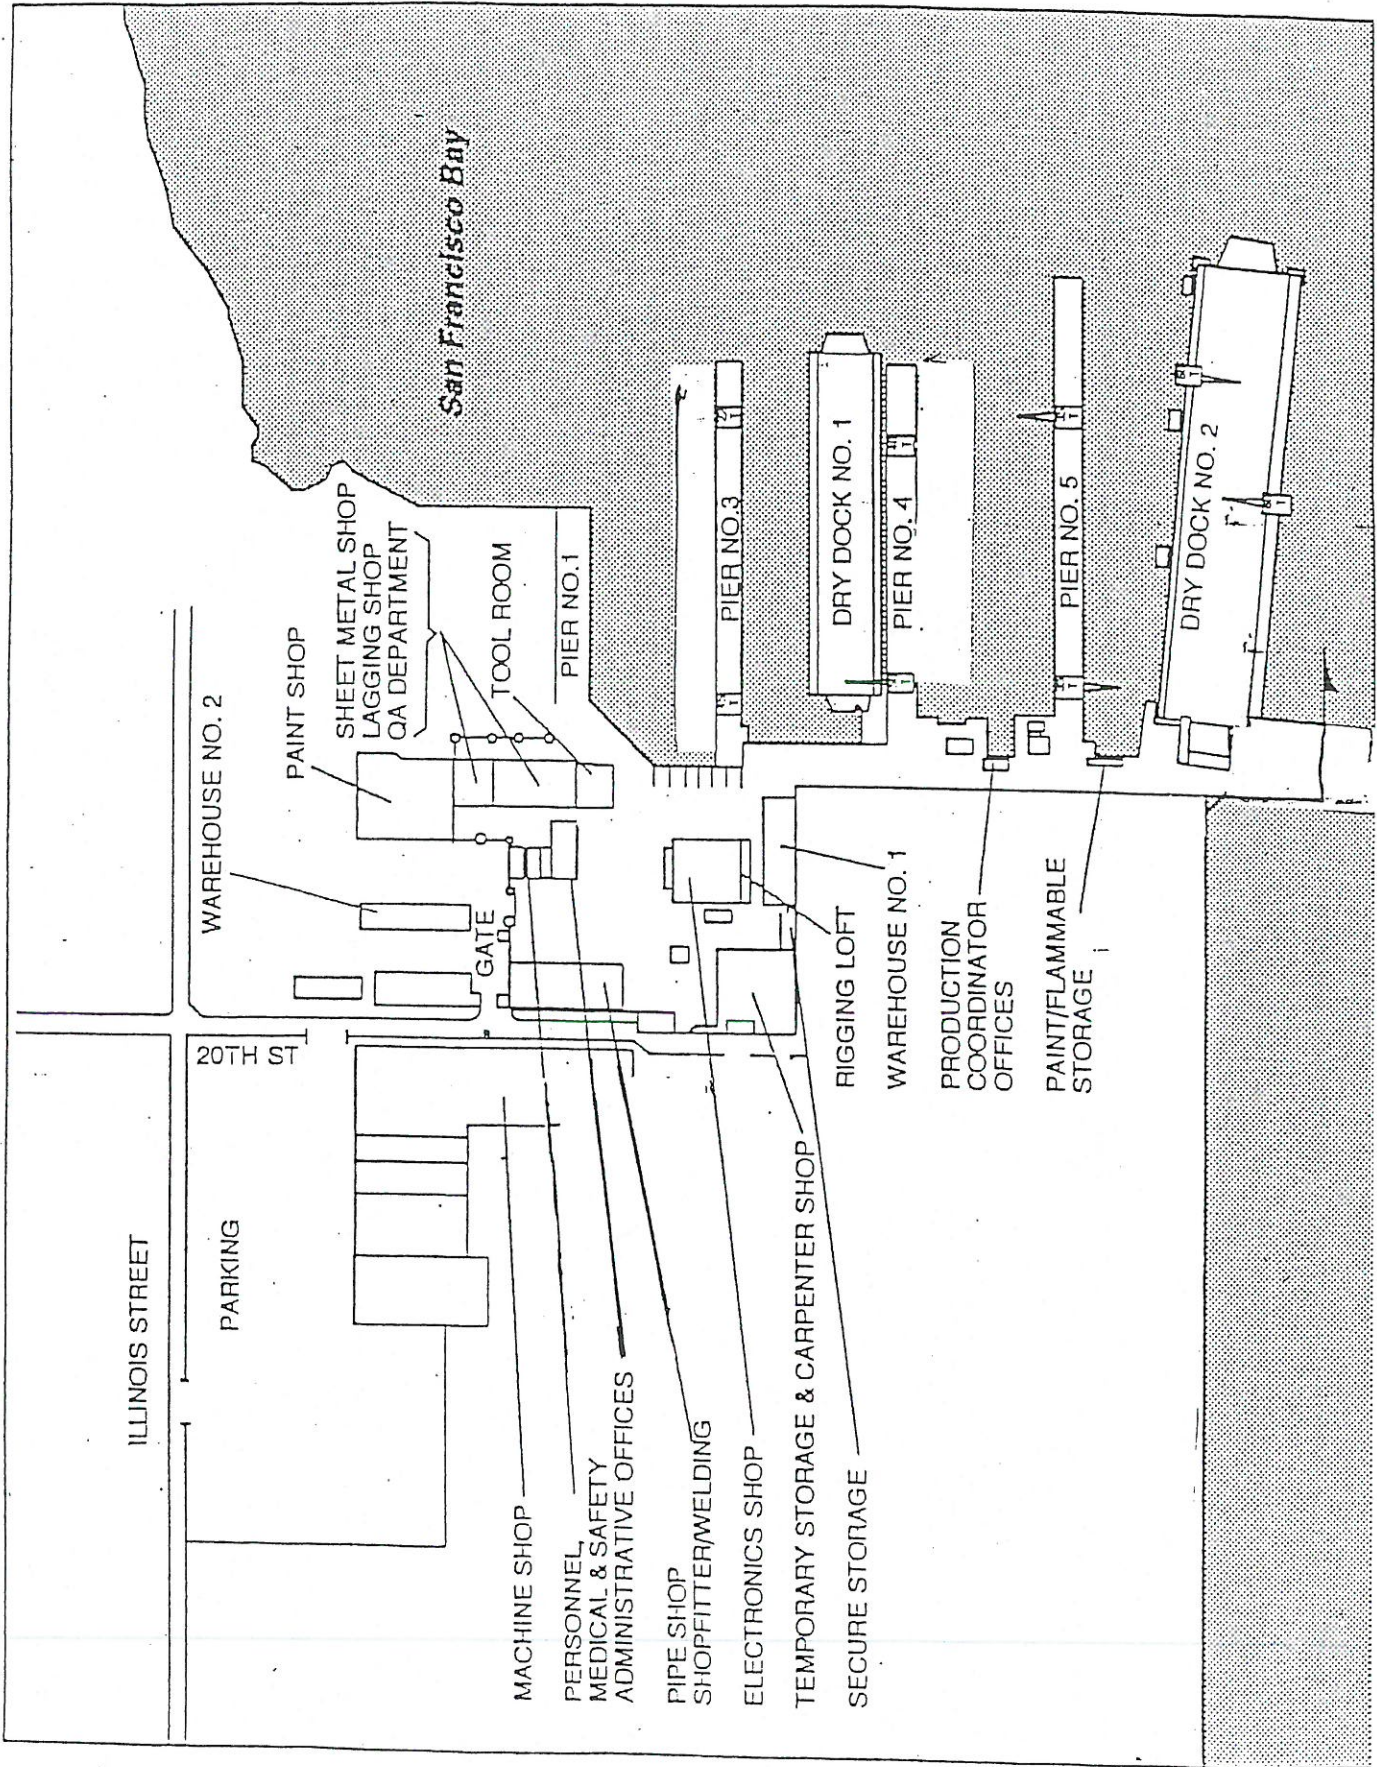 San Francisco Bay
ILLINOIS STREET
20TH ST
PARKING
WAREHOUSE NO. 2
PAINT SHOP
SHEET METAL SHOP
LAGGING SHOP
QA DEPARTMENT
TOOL ROOM
PIER NO.1
GATE
PIER NO.3
DRY DOCK NO. 1
PIER NO. 4
PIER NO. 5
DRY DOCK NO. 2
MACHINE SHOP
PERSONNEL,
MEDICAL & SAFETY
ADMINISTRATIVE OFFICES
PIPE SHOP
SHOPFITTER/WELDING
ELECTRONICS SHOP
TEMPORARY STORAGE & CARPENTER SHOP
SECURE STORAGE
RIGGING LOFT
WAREHOUSE NO. 1
PRODUCTION
COORDINATOR
OFFICES
PAINT/FLAMMABLE
STORAGE